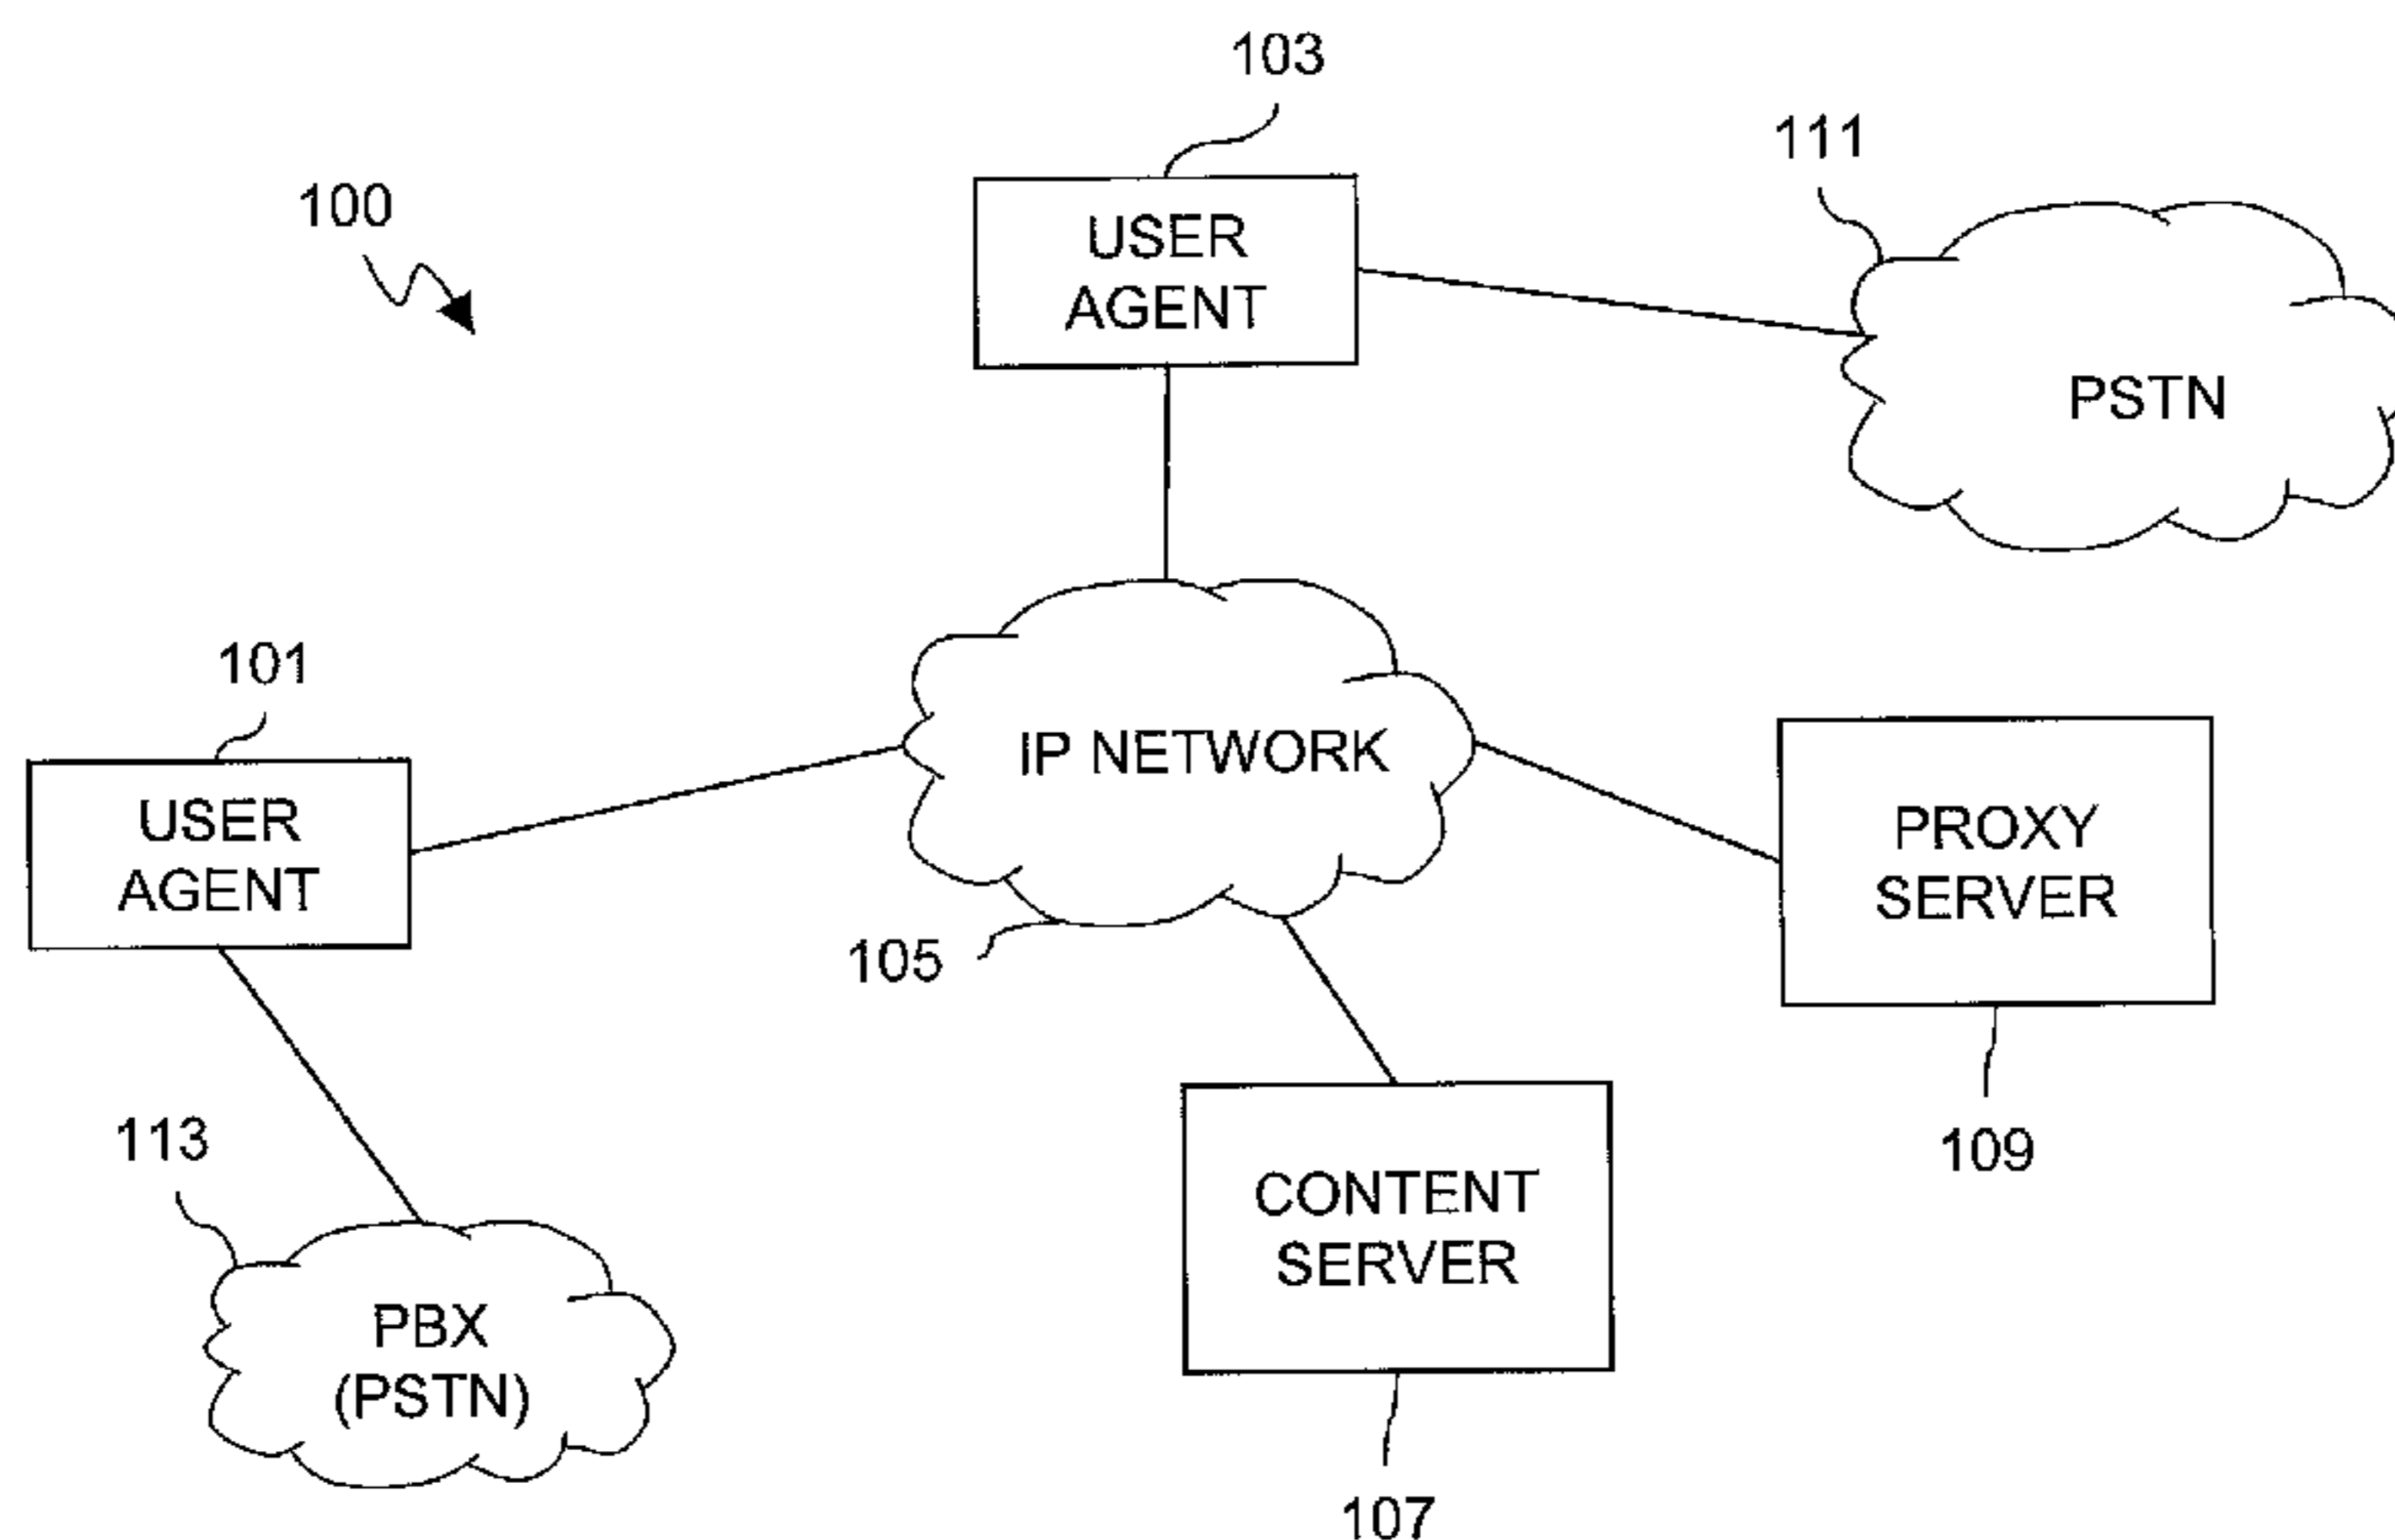 103
111
100
USER
AGENT
PSTN
101
IP NETWORK
USER
AGENT
PROXY
SERVER
105
113
109
CONTENT
SERVER
PBX
(PSTN)
107